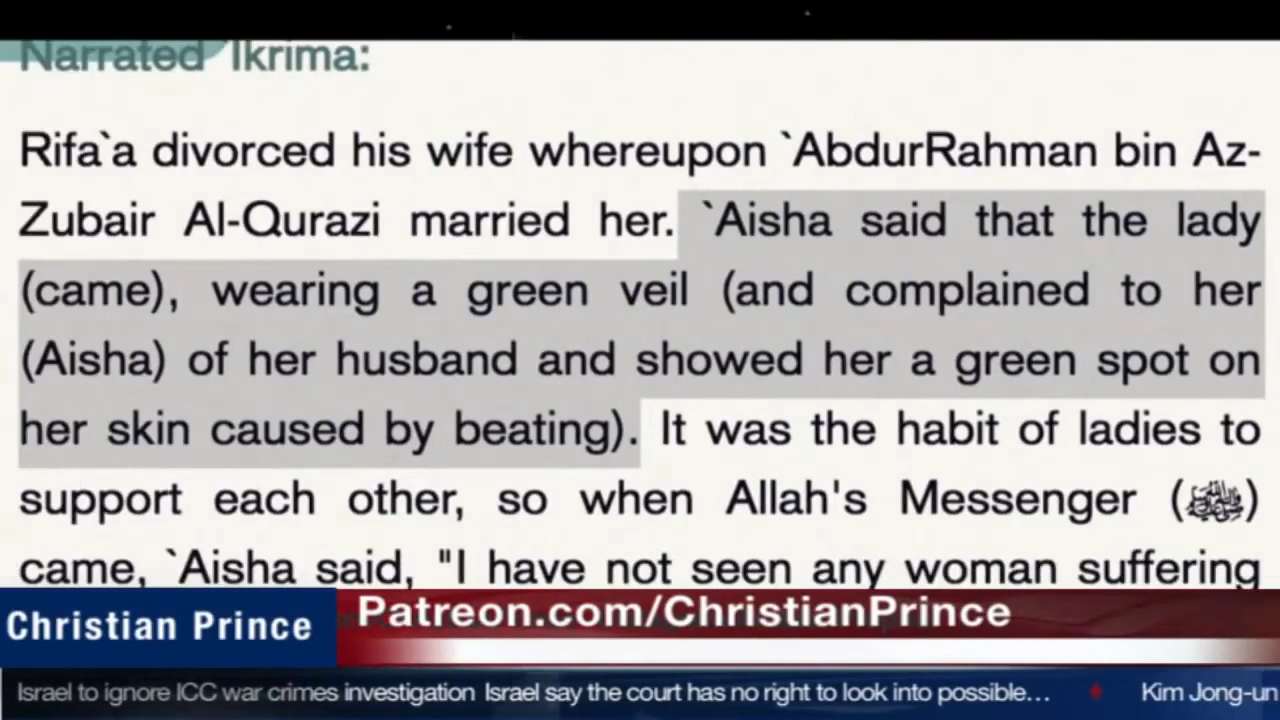 Narrated `Ikrima:
Rifa`a divorced his wife whereupon `AbdurRahman bin Az-
Zubair Al-Qurazi married her. `Aisha said that the lady
(came), wearing a green veil (and complained to her
(Aisha) of her husband and showed her a green spot on
her skin caused by beating). It was the habit of ladies to
support each other, so when Allah's Messenger (ﷺ)
came, `Aisha said, "I have not seen any woman suffering
Christian Prince
Patreon.com/ChristianPrince
Israel to ignore ICC war crimes investigation Israel say the court has no right to look into possible... Kim Jong-un